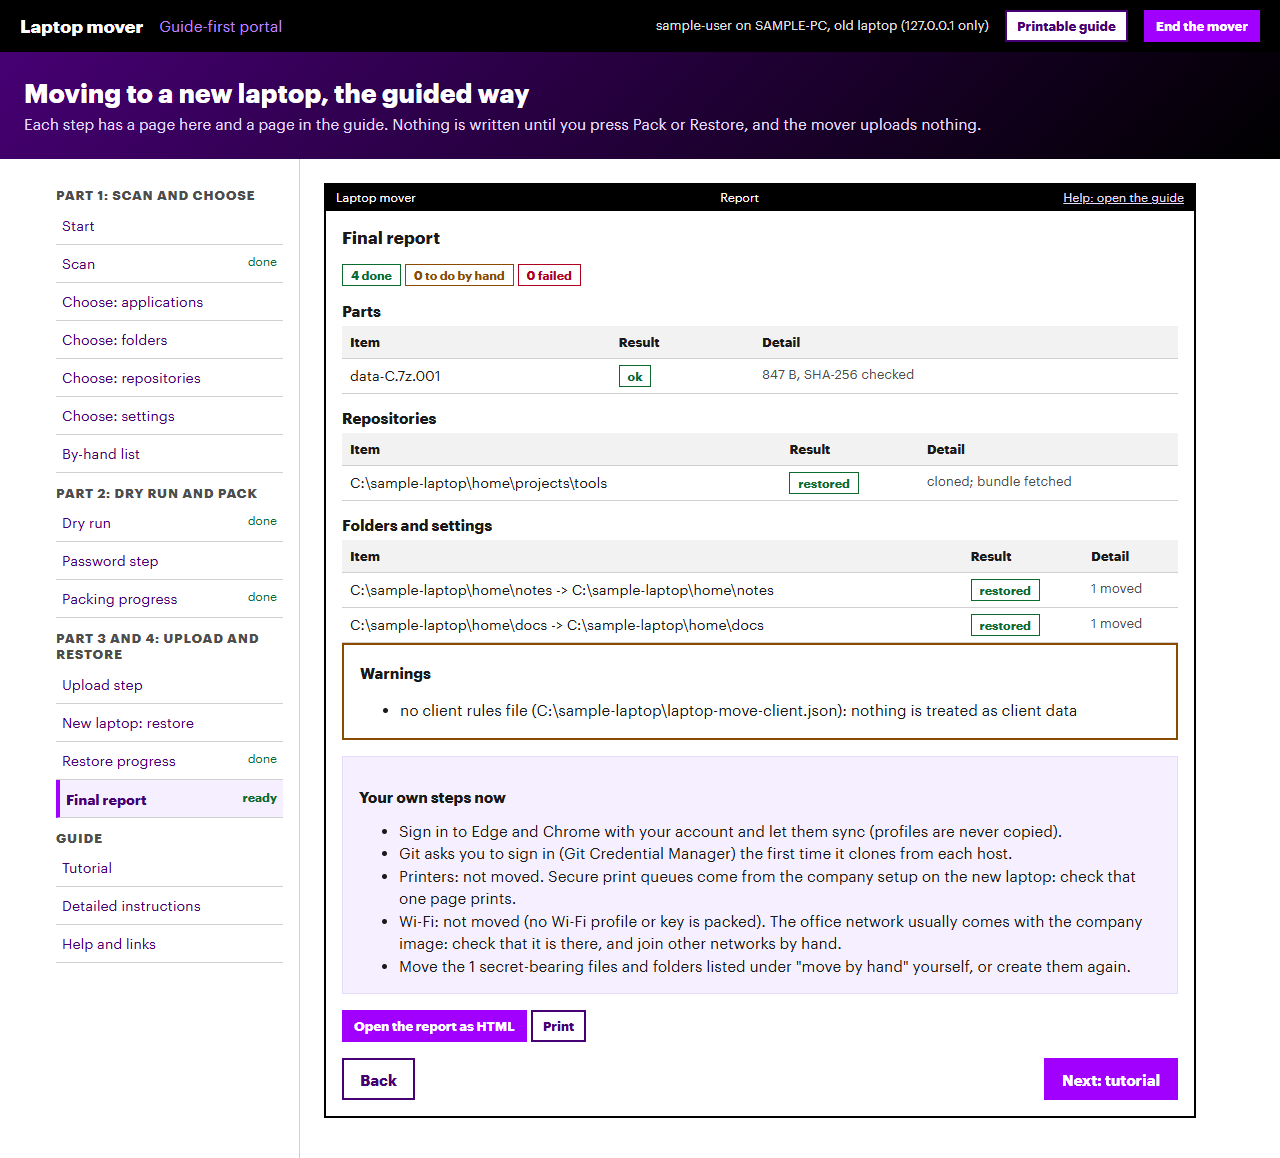 Laptop mover Guide-first portal sample-user on SAMPLE-PC, old laptop (127.0.0.1 only) Printable guide End the mover
Moving to a new laptop, the guided way
Each step has a page here and a page in the guide. Nothing is written until you press Pack or Restore, and the mover uploads nothing.
PART 1: SCAN AND CHOOSE
Start
Scan done
Choose: applications
Choose: folders
Choose: repositories
Choose: settings
By-hand list
PART 2: DRY RUN AND PACK
Dry run done
Password step
Packing progress done
PART 3 AND 4: UPLOAD AND
RESTORE
Upload step
New laptop: restore
Restore progress done
Final report ready
GUIDE
Tutorial
Detailed instructions
Help and links
Laptop mover Report Help: open the guide
Final report
4 done 0 to do by hand 0 failed
Parts
Item Result Detail
data-C.7z.001 ok 847 B, SHA-256 checked
Repositories
Item Result Detail
C:\sample-laptop\home\projects\tools restored cloned; bundle fetched
Folders and settings
Item Result Detail
C:\sample-laptop\home\notes -> C:\sample-laptop\home\notes restored 1 moved
C:\sample-laptop\home\docs -> C:\sample-laptop\home\docs restored 1 moved
Warnings
• no client rules file (C:\sample-laptop\laptop-move-client.json): nothing is treated as client data
Your own steps now
• Sign in to Edge and Chrome with your account and let them sync (profiles are never copied).
• Git asks you to sign in (Git Credential Manager) the first time it clones from each host.
• Printers: not moved. Secure print queues come from the company setup on the new laptop: check that
one page prints.
• Wi-Fi: not moved (no Wi-Fi profile or key is packed). The office network usually comes with the company
image: check that it is there, and join other networks by hand.
• Move the 1 secret-bearing files and folders listed under "move by hand" yourself, or create them again.
Open the report as HTML Print
Back Next: tutorial